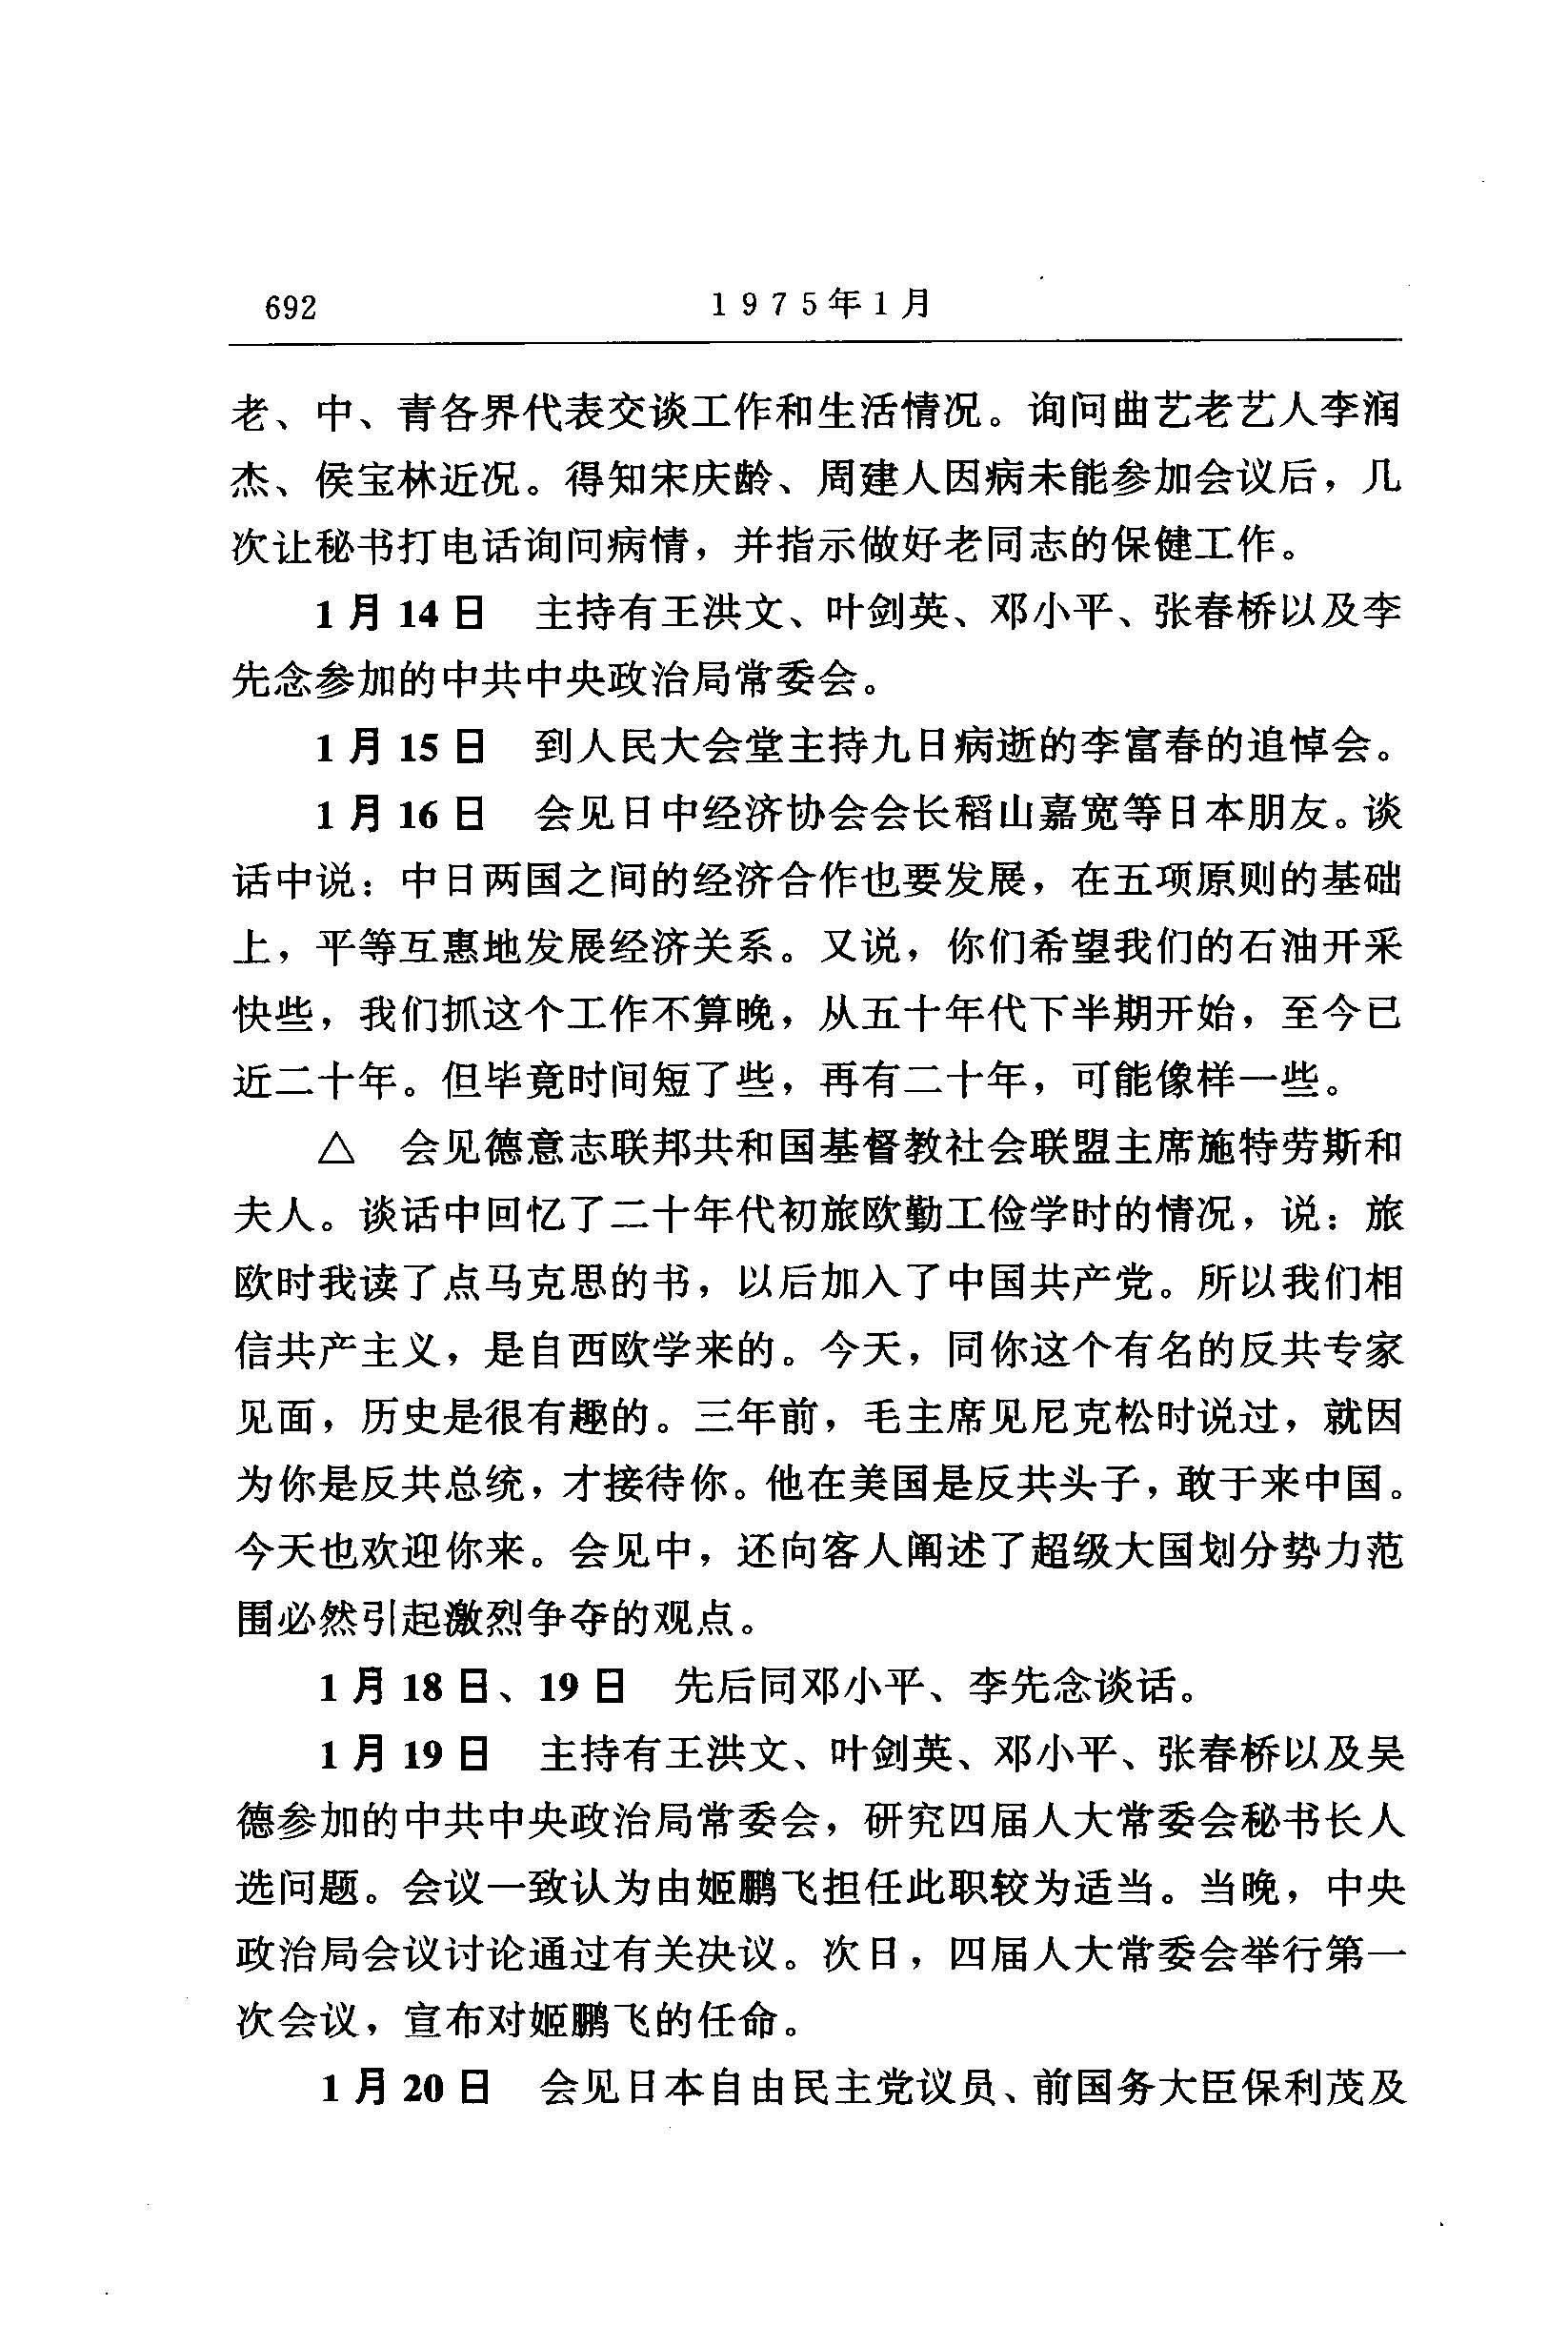 692
1975年1月
老、中、青各界代表交谈工作和生活情况。询问曲艺老艺人李润
杰、侯宝林近况。得知宋庆龄、周建人因病未能参加会议后，几
次让秘书打电话询问病情，并指示做好老同志的保健工作。
1月14日　主持有王洪文、叶剑英、邓小平、张春桥以及李
先念参加的中共中央政治局常委会。
1月15日　到人民大会堂主持九日病逝的李富春的追悼会。
1月16日　会见日中经济协会会长稻山嘉宽等日本朋友。谈
话中说：中日两国之间的经济合作也要发展，在五项原则的基础
上，平等互惠地发展经济关系。又说，你们希望我们的石油开采
快些，我们抓这个工作不算晚，从五十年代下半期开始，至今已
近二十年。但毕竟时间短了些，再有二十年，可能像样一些。
△　会见德意志联邦共和国基督教社会联盟主席施特劳斯和
夫人。谈话中回忆了二十年代初旅欧勤工俭学时的情况，说：旅
欧时我读了点马克思的书，以后加入了中国共产党。所以我们相
信共产主义，是自西欧学来的。今天，同你这个有名的反共专家
见面，历史是很有趣的。三年前，毛主席见尼克松时说过，就因
为你是反共总统，才接待你。他在美国是反共头子，敢于来中国。
今天也欢迎你来。会见中，还向客人阐述了超级大国划分势力范
围必然引起激烈争夺的观点。
1月18日、19日　先后同邓小平、李先念谈话。
1月19日　主持有王洪文、叶剑英、邓小平、张春桥以及吴
德参加的中共中央政治局常委会，研究四届人大常委会秘书长人
选问题。会议一致认为由姬鹏飞担任此职较为适当。当晚，中央
政治局会议讨论通过有关决议。次日，四届人大常委会举行第一
次会议，宣布对姬鹏飞的任命。
1月20日　会见日本自由民主党议员、前国务大臣保利茂及